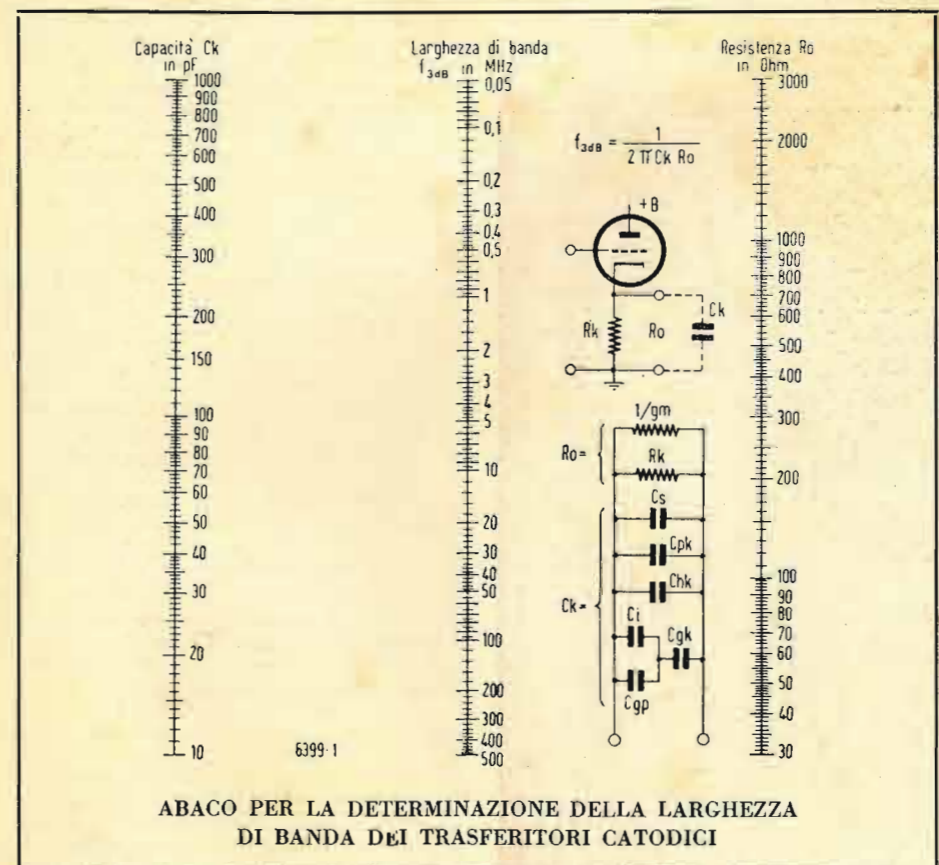 Capacità Ck
in pF
1000
900
800
700
600
500
400
300
200
150
100
90
80
70
60
50
40
30
20
10
Larghezza di banda
f3dB in MHz
0,05
0,1
0,2
0,3
0,4
0,5
1
2
3
4
5
10
20
30
40
50
100
200
300
400
500
f3dB = 1 / 2 π Ck Ro
+B
Rk
Ro
Ck
1/gm
Ro =
Rk
Cs
Cpk
Chk
Ck =
Ci
Cgk
Cgp
Resistenza Ro
in Ohm
3000
2000
1000
900
800
700
600
500
400
300
200
100
90
80
70
60
50
40
30
6399-1
ABACO PER LA DETERMINAZIONE DELLA LARGHEZZA
DI BANDA DEI TRASFERITORI CATODICI